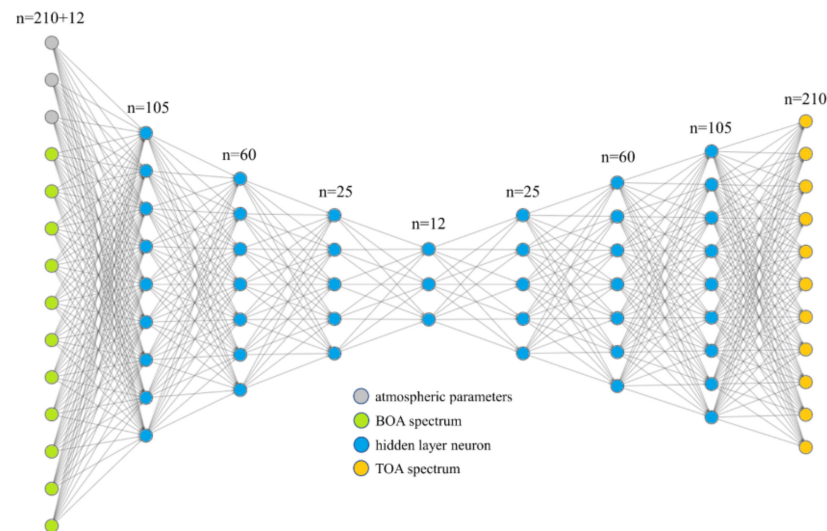 n=210+12
n=105
n=60
n=25
n=12
n=25
n=60
n=105
n=210
atmospheric parameters
BOA spectrum
hidden layer neuron
TOA spectrum